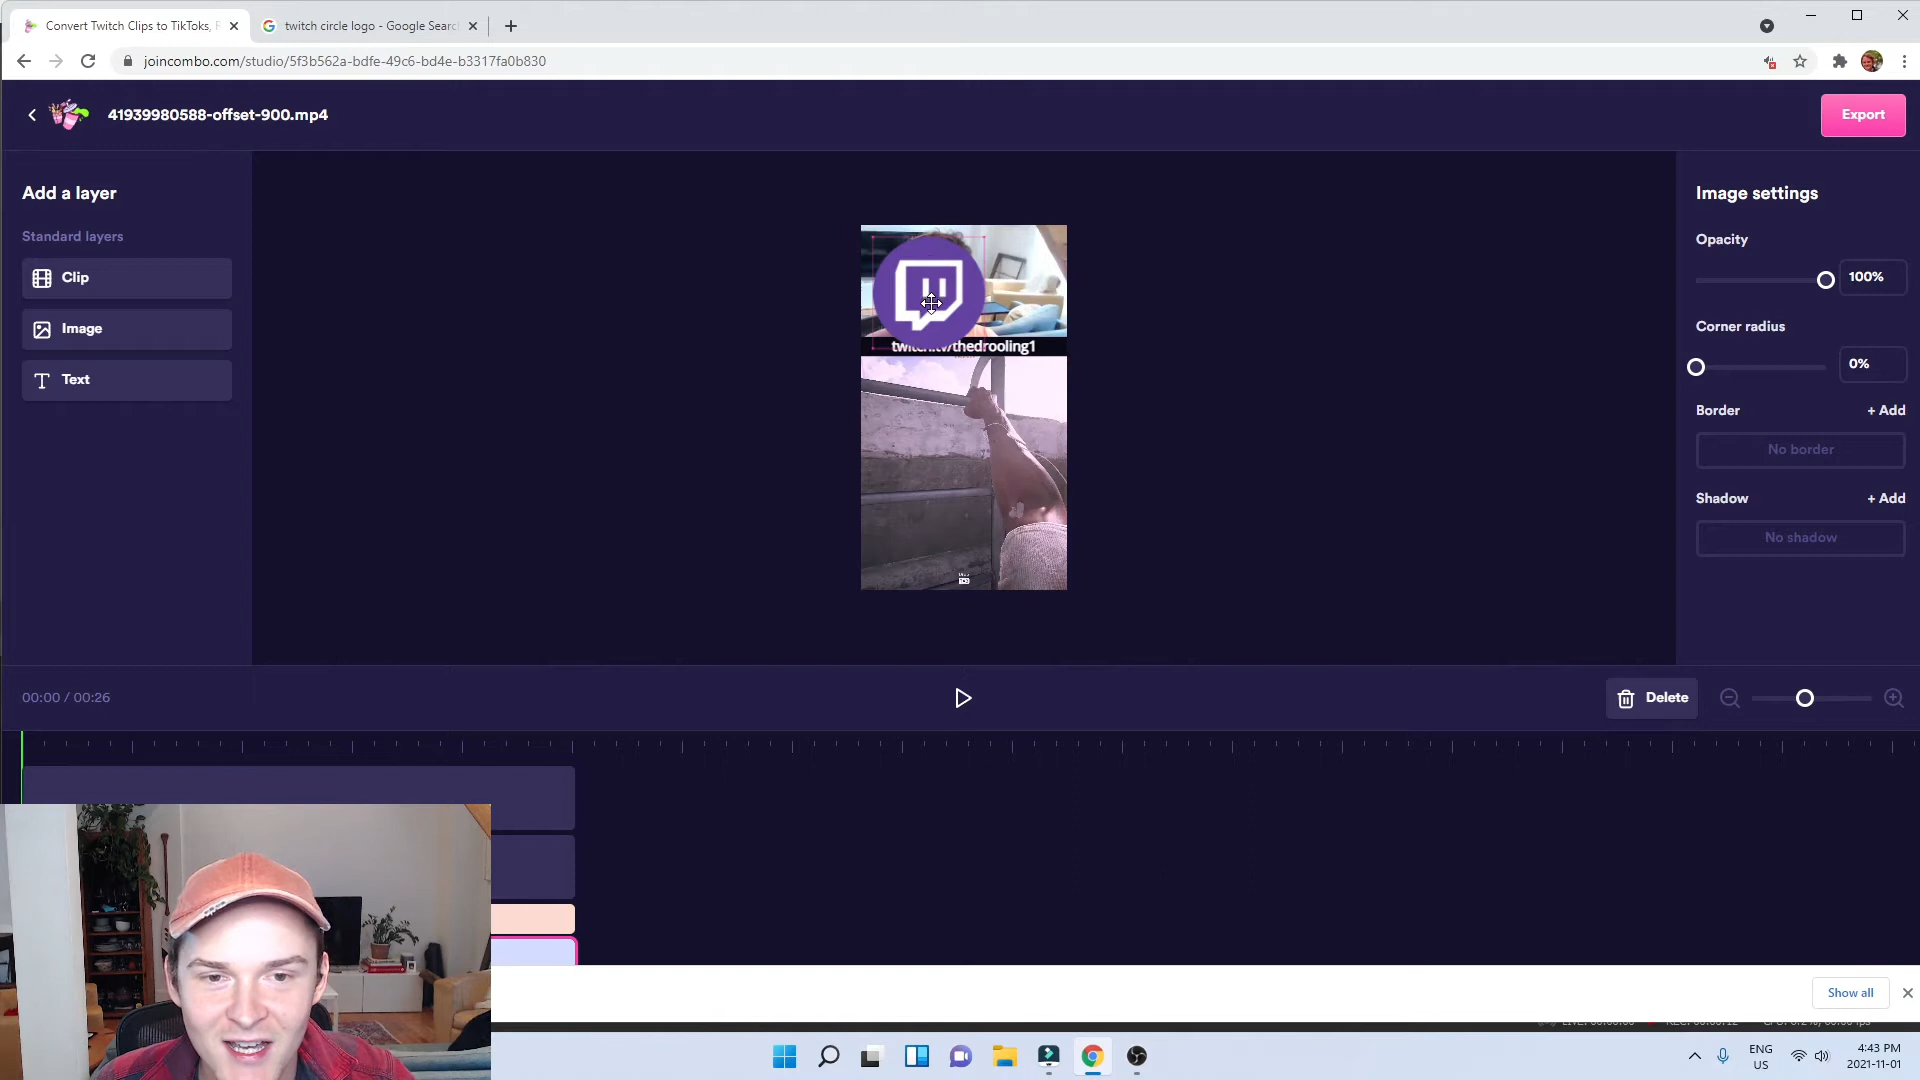 Convert Twitch Clips to TikToks,
twitch circle logo - Google Searc
joincombo.com/studio/5f3b562a-bdfe-49c6-bd4e-b3317fa0b830
41939980588-offset-900.mp4
Export
Add a layer
Standard layers
Clip
Image
Text
twitch.tv/thedrooling1
Image settings
Opacity
100%
Corner radius
0%
Border
+ Add
No border
Shadow
+ Add
No shadow
00:00 / 00:26
Delete
Show all
ENG
US
4:43 PM
2021-11-01